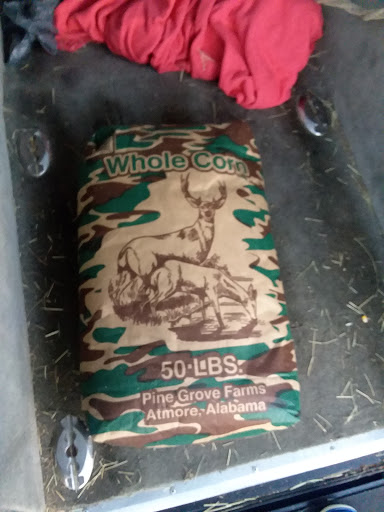 Whole Corn
50-LBS.
Pine Grove Farms
Atmore, Alabama